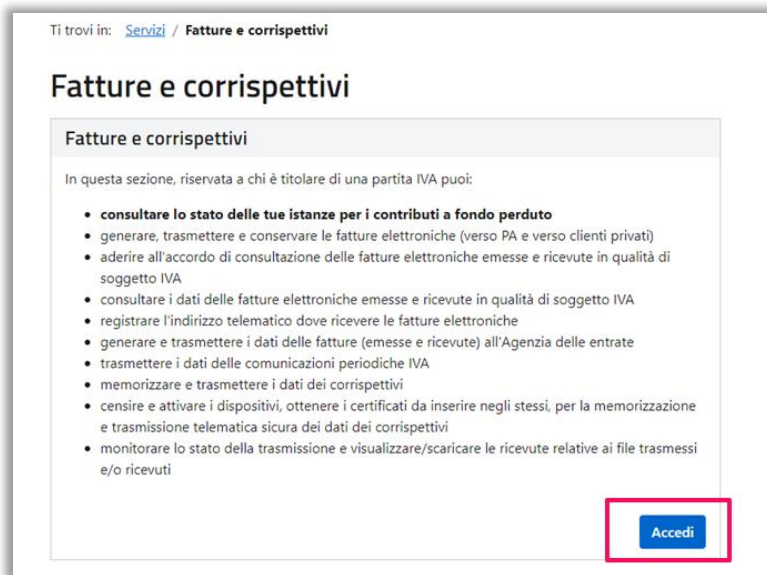 Ti trovi in: Servizi / Fatture e corrispettivi
Fatture e corrispettivi
Fatture e corrispettivi
In questa sezione, riservata a chi è titolare di una partita IVA puoi:
• consultare lo stato delle tue istanze per i contributi a fondo perduto
• generare, trasmettere e conservare le fatture elettroniche (verso PA e verso clienti privati)
• aderire all'accordo di consultazione delle fatture elettroniche emesse e ricevute in qualità di
soggetto IVA
• consultare i dati delle fatture elettroniche emesse e ricevute in qualità di soggetto IVA
• registrare l'indirizzo telematico dove ricevere le fatture elettroniche
• generare e trasmettere i dati delle fatture (emesse e ricevute) all'Agenzia delle entrate
• trasmettere i dati delle comunicazioni periodiche IVA
• memorizzare e trasmettere i dati dei corrispettivi
• censire e attivare i dispositivi, ottenere i certificati da inserire negli stessi, per la memorizzazione
e trasmissione telematica sicura dei dati dei corrispettivi
• monitorare lo stato della trasmissione e visualizzare/scaricare le ricevute relative ai file trasmessi
e/o ricevuti
Accedi